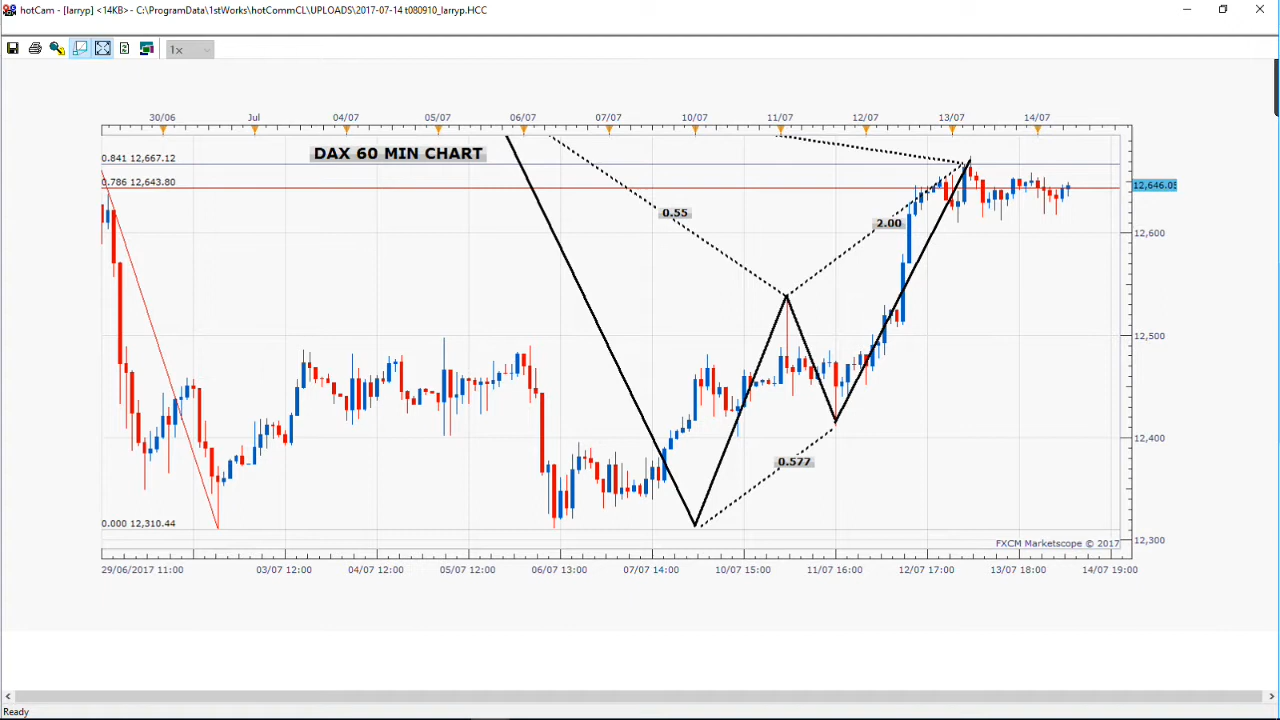 hotCam - [larryp] <14KB> - C:\ProgramData\1stWorks\hotCommCL\UPLOADS\2017-07-14 t080910_larryp.HCC
1x
30/06 Jul 04/07 05/07 06/07 07/07 10/07 11/07 12/07 13/07 14/07
DAX 60 MIN CHART
0.841 12,667.12
0.786 12,643.80
12,646.05
0.55
2.00
12,600
12,500
12,400
0.577
0.000 12,310.44
FXCM Marketscope © 2017
12,300
29/06/2017 11:00 03/07 12:00 04/07 12:00 05/07 12:00 06/07 13:00 07/07 14:00 10/07 15:00 11/07 16:00 12/07 17:00 13/07 18:00 14/07 19:00
Ready